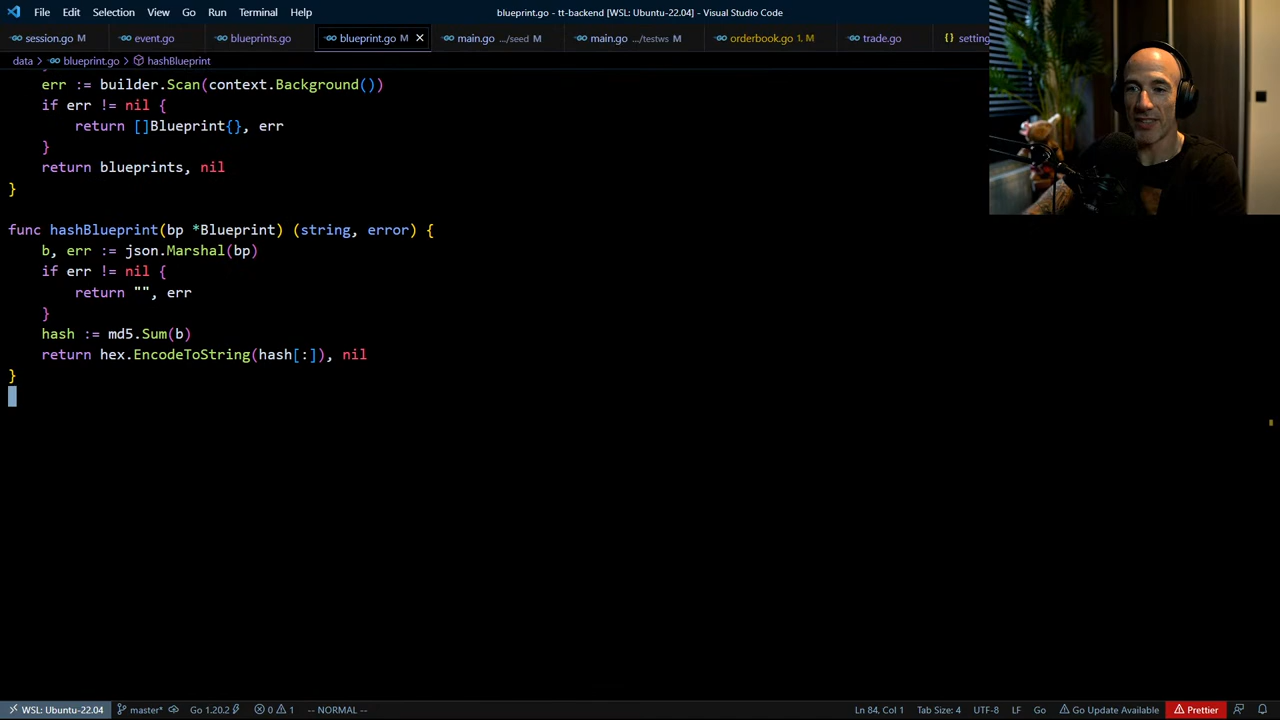 File Edit Selection View Go Run Terminal Help
blueprint.go - tt-backend [WSL: Ubuntu-22.04] - Visual Studio Code
session.go M event.go blueprints.go blueprint.go M × main.go .../seed M main.go .../testws M orderbook.go 1, M trade.go {} setting
data > blueprint.go > hashBlueprint
err := builder.Scan(context.Background())
if err != nil {
return []Blueprint{}, err
}
return blueprints, nil
}
func hashBlueprint(bp *Blueprint) (string, error) {
b, err := json.Marshal(bp)
if err != nil {
return "", err
}
hash := md5.Sum(b)
return hex.EncodeToString(hash[:]), nil
}
WSL: Ubuntu-22.04 master* Go 1.20.2 0 1 -- NORMAL -- Ln 84, Col 1 Tab Size: 4 UTF-8 LF Go Go Update Available Prettier